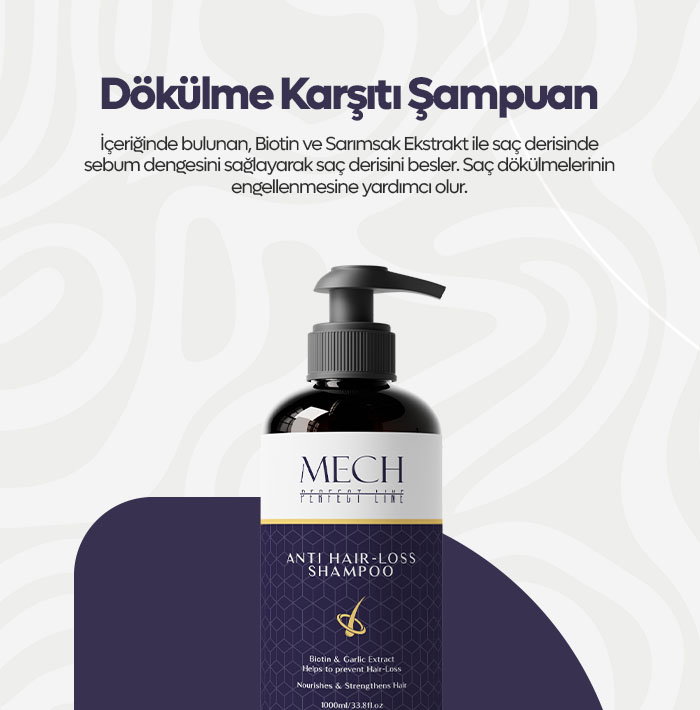 Dökülme Karşıtı Şampuan
İçeriğinde bulunan, Biotin ve Sarımsak Ekstrakt ile saç derisinde
sebum dengesini sağlayarak saç derisini besler. Saç dökülmelerinin
engellenmesine yardımcı olur.
MECH
PERFECT LINE
ANTI HAIR-LOSS
SHAMPOO
Biotin & Garlic Extract
Helps to prevent Hair-Loss
Nourishes & Strengthens Hair
1000ml/33.8fl.oz